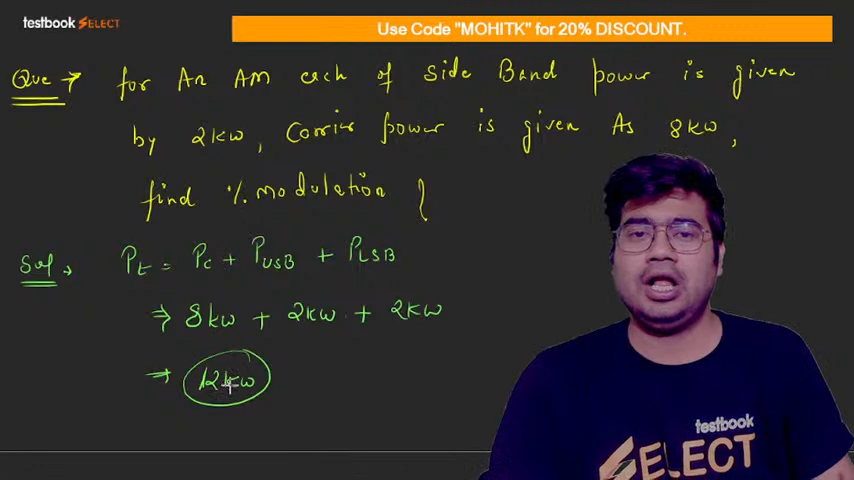 testbook SELECT
Use Code "MOHITK" for 20% DISCOUNT.
Que → for An AM each of Side Band power is given
by 2kw, Carrier power is given As 8kw,
find % modulation
Sol → Pt = PC + PUSB + PLSB
⇒ 8kw + 2kw + 2kw
⇒ 12kw
testbook
SELECT